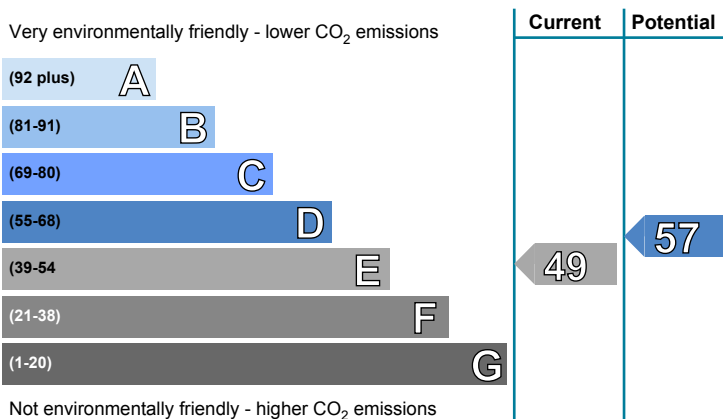 Current Potential
Very environmentally friendly - lower CO2 emissions
(92 plus) A
(81-91) B
(69-80) C
(55-68) D
57
(39-54 E
49
(21-38) F
(1-20) G
Not environmentally friendly - higher CO2 emissions